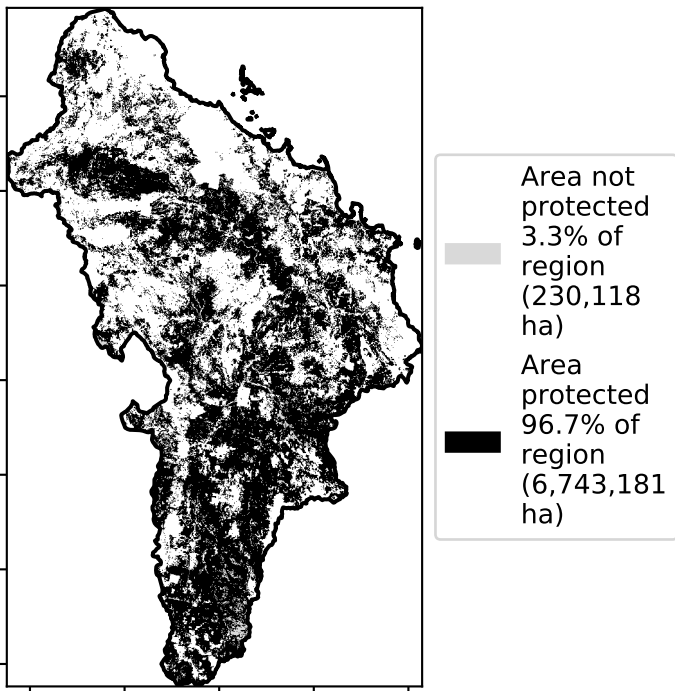 Area not
protected
3.3% of
region
(230,118
ha)
Area
protected
96.7% of
region
(6,743,181
ha)